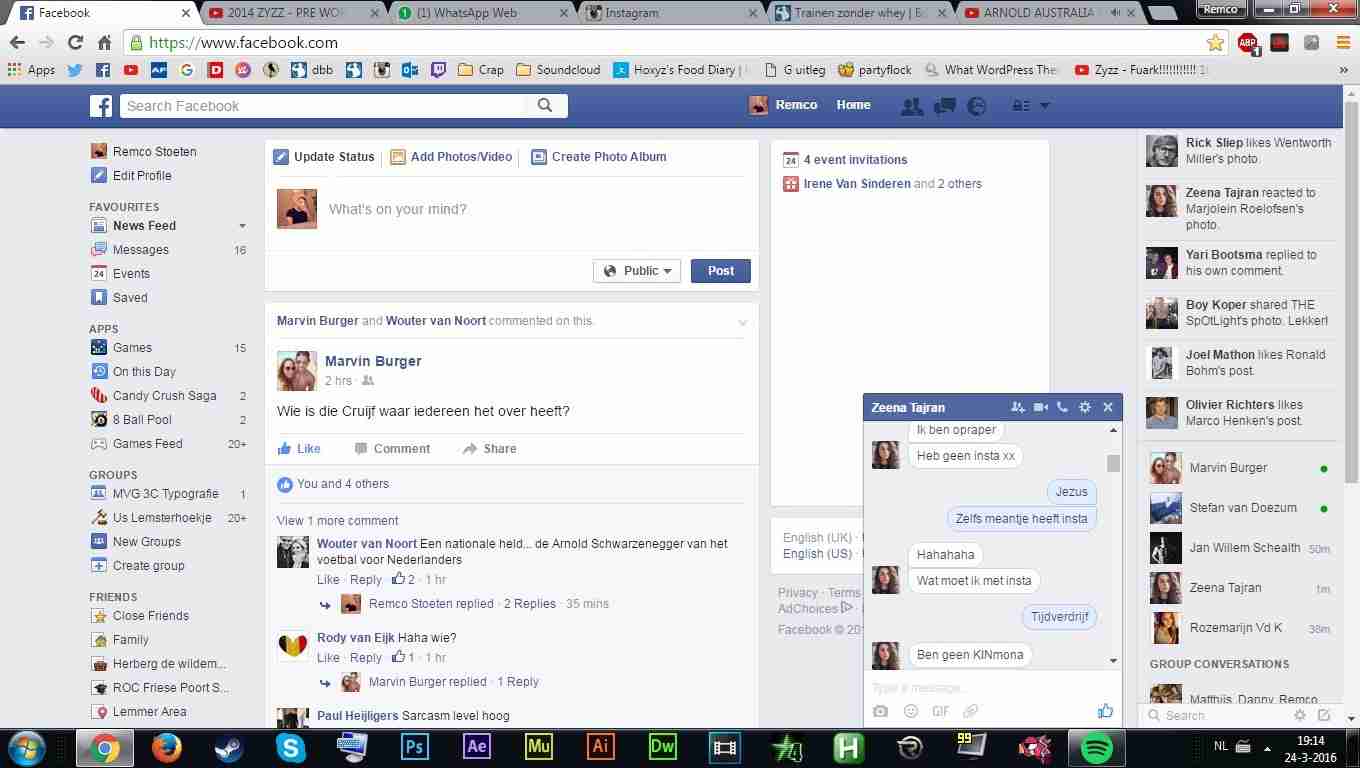 Facebook
2014 ZYZZ - PRE WOR
(1) WhatsApp Web
Instagram
Trainen zonder whey | B
ARNOLD AUSTRALIA
Remco
https://www.facebook.com
ABP
1
Apps
dbb
Crap
Soundcloud
Hoxyz's Food Diary |
G uitleg
partyflock
What WordPress The
Zyzz - Fuark!!!!!!!!!!!
Search Facebook
Remco
Home
Remco Stoeten
Edit Profile
FAVOURITES
News Feed
Messages 16
Events
Saved
APPS
Games 15
On this Day
Candy Crush Saga 2
8 Ball Pool 2
Games Feed 20+
GROUPS
MVG 3C Typografie 1
Us Lemsterhoekje 20+
New Groups
Create group
FRIENDS
Close Friends
Family
Herberg de wildem...
ROC Friese Poort S...
Lemmer Area
Update Status
Add Photos/Video
Create Photo Album
What's on your mind?
Public
Post
Marvin Burger and Wouter van Noort commented on this.
Marvin Burger
2 hrs ·
Wie is die Cruijf waar iedereen het over heeft?
Like Comment Share
You and 4 others
View 1 more comment
Wouter van Noort Een nationale held... de Arnold Schwarzenegger van het
voetbal voor Nederlanders
Like · Reply · 2 · 1 hr
Remco Stoeten replied · 2 Replies · 35 mins
Rody van Eijk Haha wie?
Like · Reply · 1 · 1 hr
Marvin Burger replied · 1 Reply
Paul Heijligers Sarcasm level hoog
24 4 event invitations
Irene Van Sinderen and 2 others
English (UK) ·
English (US) ·
Privacy · Terms
AdChoices
Facebook © 20
Zeena Tajran
Ik ben opraper
Heb geen insta xx
Jezus
Zelfs meantje heeft insta
Hahahaha
Wat moet ik met insta
Tijdverdrijf
Ben geen KINmona
Type a message...
GIF
Rick Sliep likes Wentworth
Miller's photo.
Zeena Tajran reacted to
Marjolein Roelofsen's
photo.
Yari Bootsma replied to
his own comment.
Boy Koper shared THE
SpOtLight's photo. Lekker!
Joel Mathon likes Ronald
Bohm's post.
Olivier Richters likes
Marco Henken's post.
Marvin Burger
Stefan van Doezum
Jan Willem Schealth 50m
Zeena Tajran 1m
Rozemarijn Vd K 38m
GROUP CONVERSATIONS
Matthijs, Danny, Remco
Search
Ps
Ae
Mu
Ai
Dw
99
NL
19:14
24-3-2016